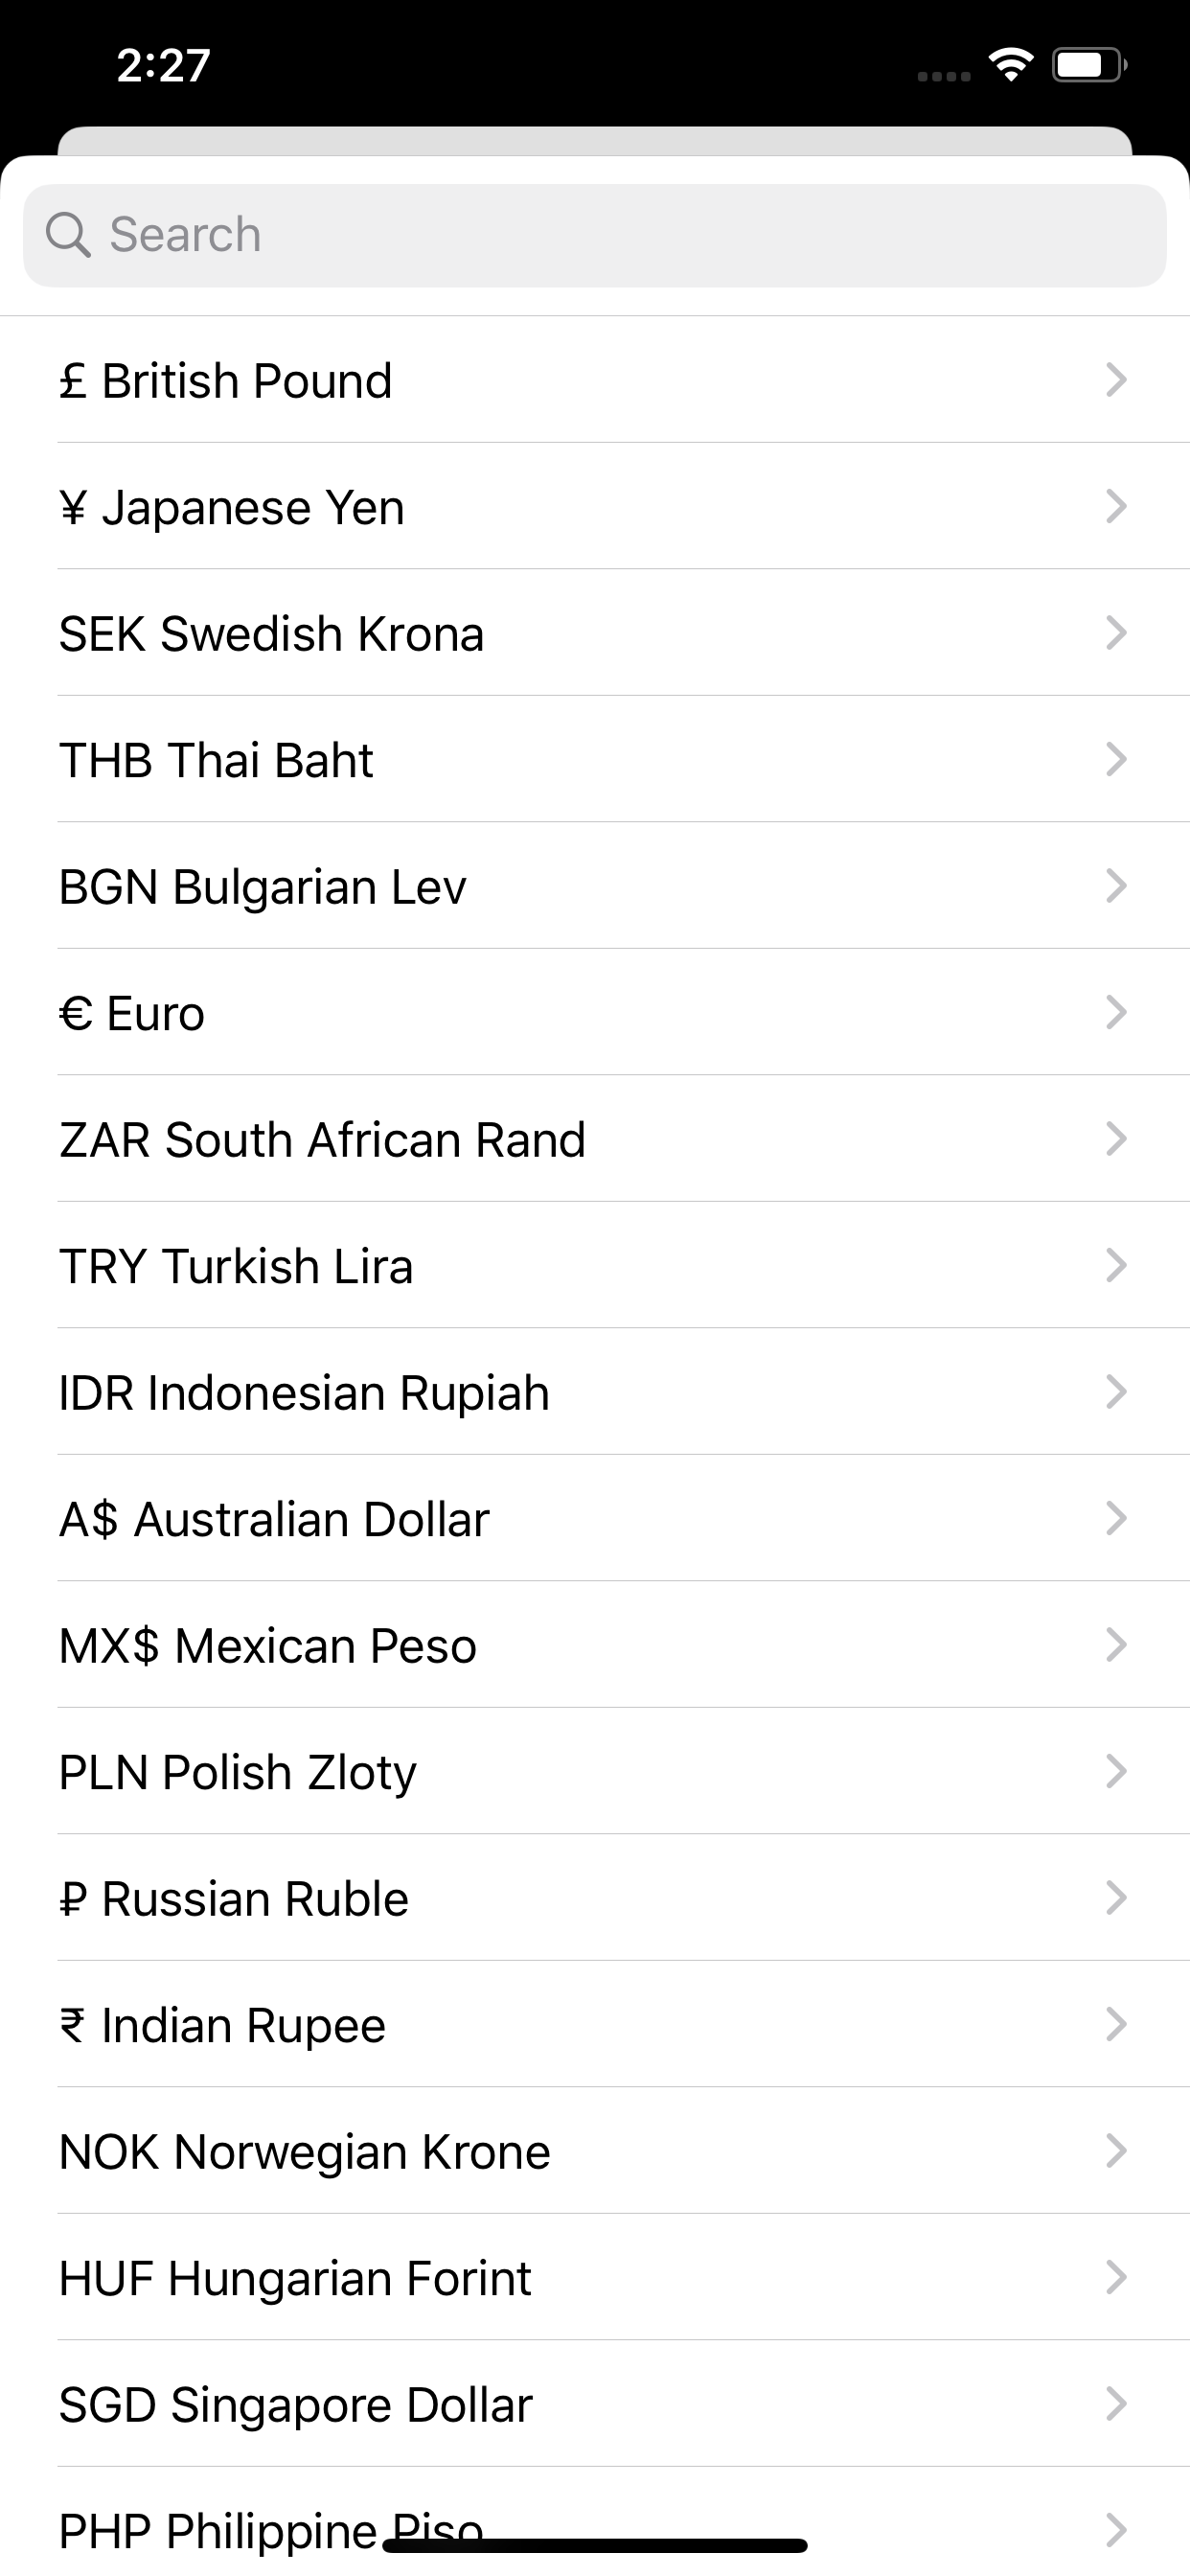 2:27
Search
£ British Pound
¥ Japanese Yen
SEK Swedish Krona
THB Thai Baht
BGN Bulgarian Lev
€ Euro
ZAR South African Rand
TRY Turkish Lira
IDR Indonesian Rupiah
A$ Australian Dollar
MX$ Mexican Peso
PLN Polish Zloty
₽ Russian Ruble
₹ Indian Rupee
NOK Norwegian Krone
HUF Hungarian Forint
SGD Singapore Dollar
PHP Philippine Piso